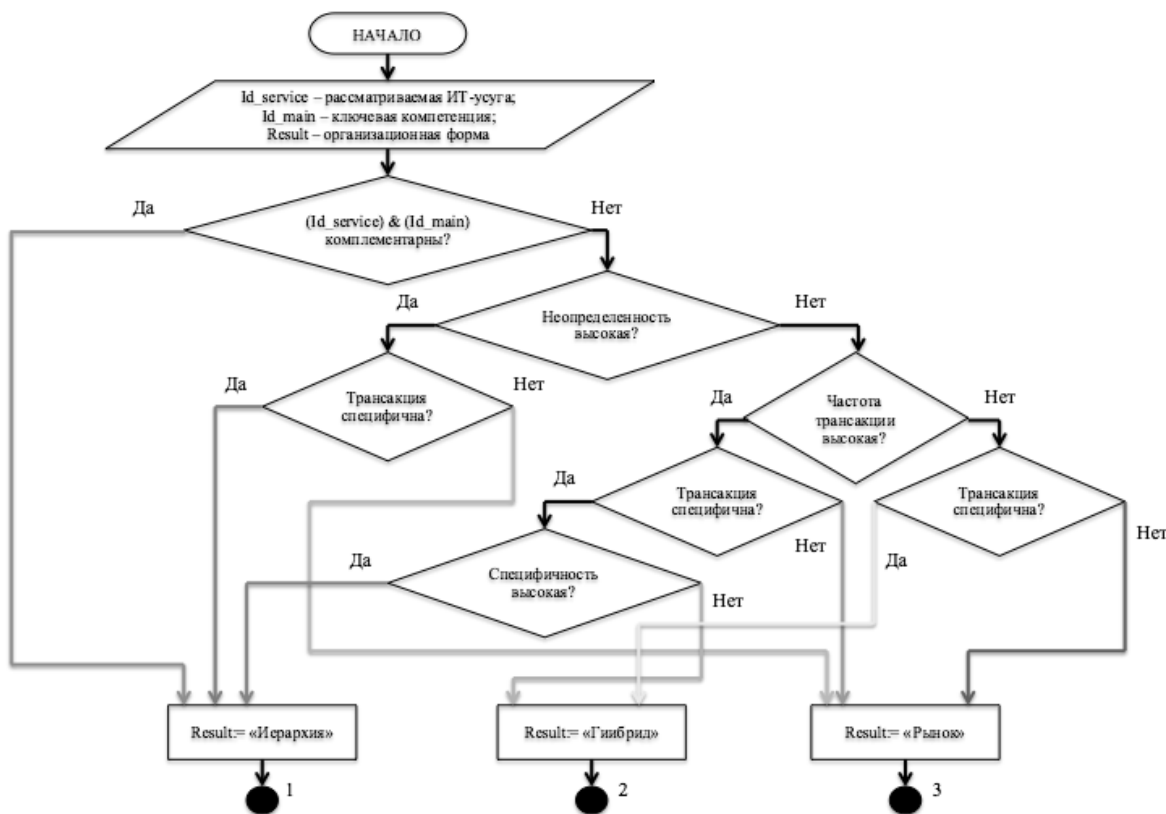 НАЧАЛО
Id_service – рассматриваемая ИТ-усуга;
Id_main – ключевая компетенция;
Result – организационная форма
Да
Нет
(Id_service) & (Id_main)
комплементарны?
Да
Нет
Неопределенность
высокая?
Да
Нет
Трансакция
специфична?
Да
Нет
Частота
трансакции
высокая?
Да
Трансакция
специфична?
Нет
Трансакция
специфична?
Да
Нет
Да
Специфичность
высокая?
Нет
Result:= «Иерархия»
Result:= «Гиибрид»
Result:= «Рынок»
1
2
3